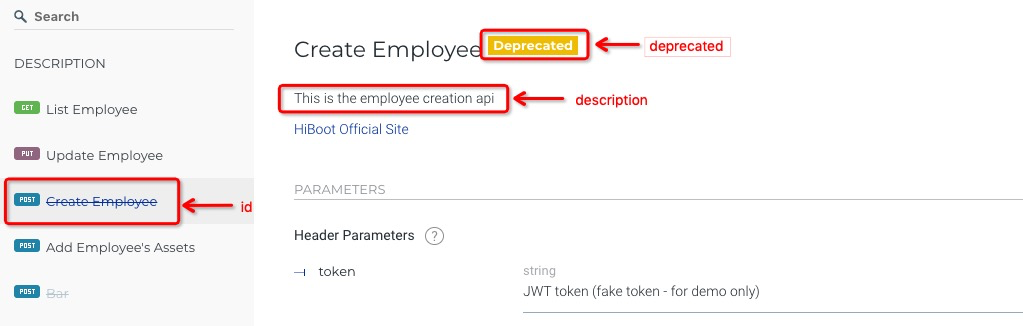 Search
DESCRIPTION
GET List Employee
PUT Update Employee
POST Create Employee
id
POST Add Employee's Assets
POST Bar
Create Employee Deprecated
deprecated
This is the employee creation api
description
HiBoot Official Site
PARAMETERS
Header Parameters ?
token
string
JWT token (fake token - for demo only)